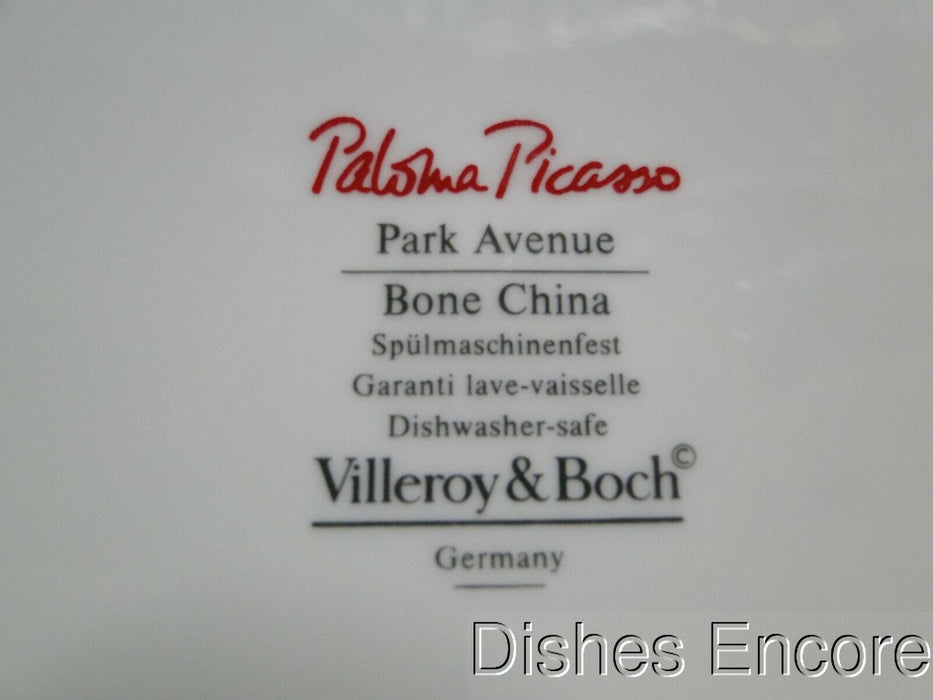 Paloma Picasso
Park Avenue
Bone China
Spülmaschinenfest
Garanti lave-vaisselle
Dishwasher-safe
Villeroy & Boch©
Germany
Dishes Encore